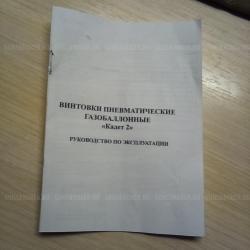 ВИНТОВКИ ПНЕВМАТИЧЕСКИЕ
ГАЗОБАЛЛОННЫЕ
«Кадет 2»
РУКОВОДСТВО ПО ЭКСПЛУАТАЦИИ